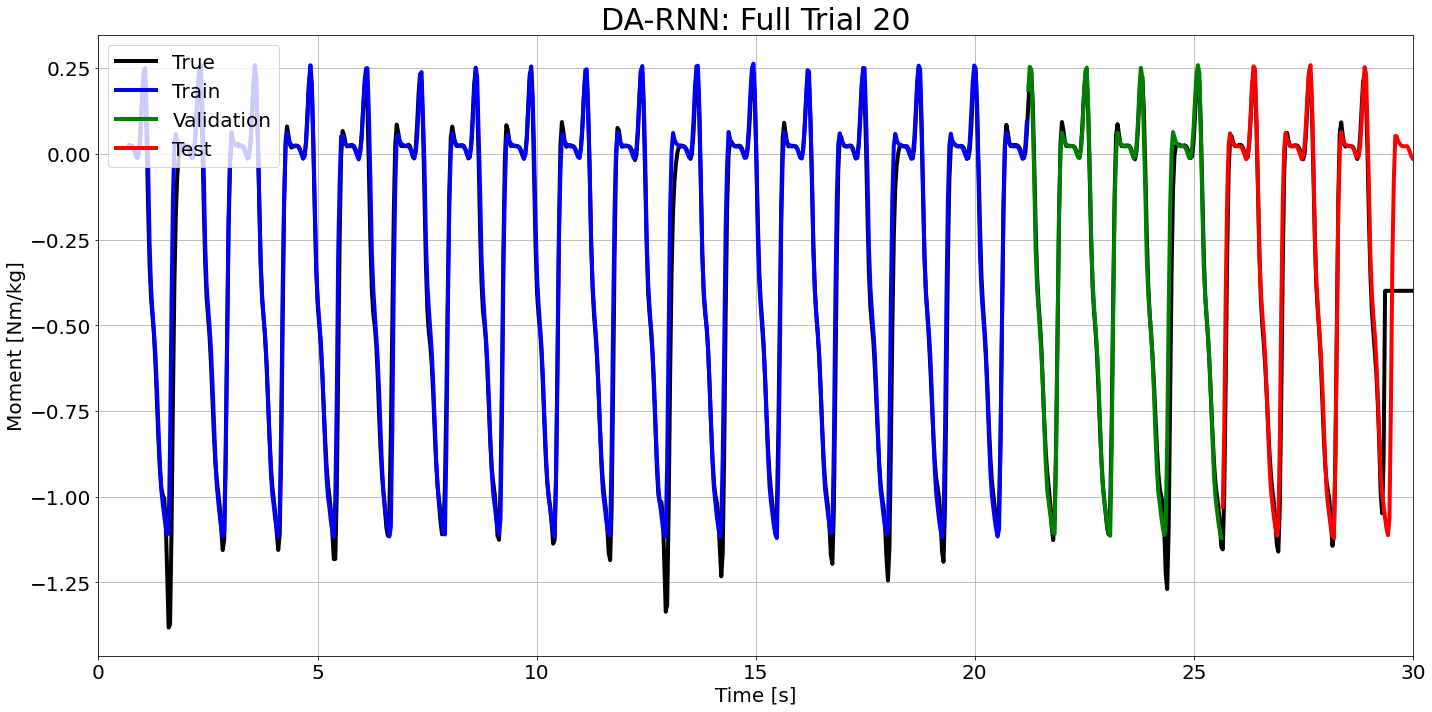 DA-RNN: Full Trial 20
True
Train
Validation
Test
Moment [Nm/kg]
0.25
0.00
−0.25
−0.50
−0.75
−1.00
−1.25
0 5 10 15 20 25 30
Time [s]